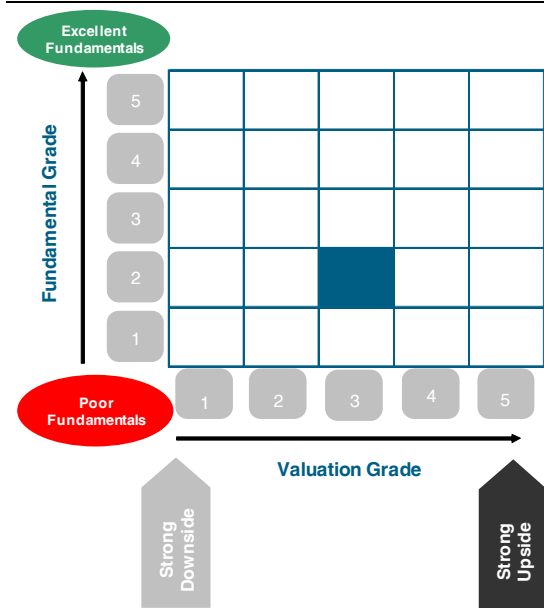 Excellent
Fundamentals
Fundamental Grade
5
4
3
2
1
Poor
Fundamentals
1
2
3
4
5
Valuation Grade
Strong
Downside
Strong
Upside